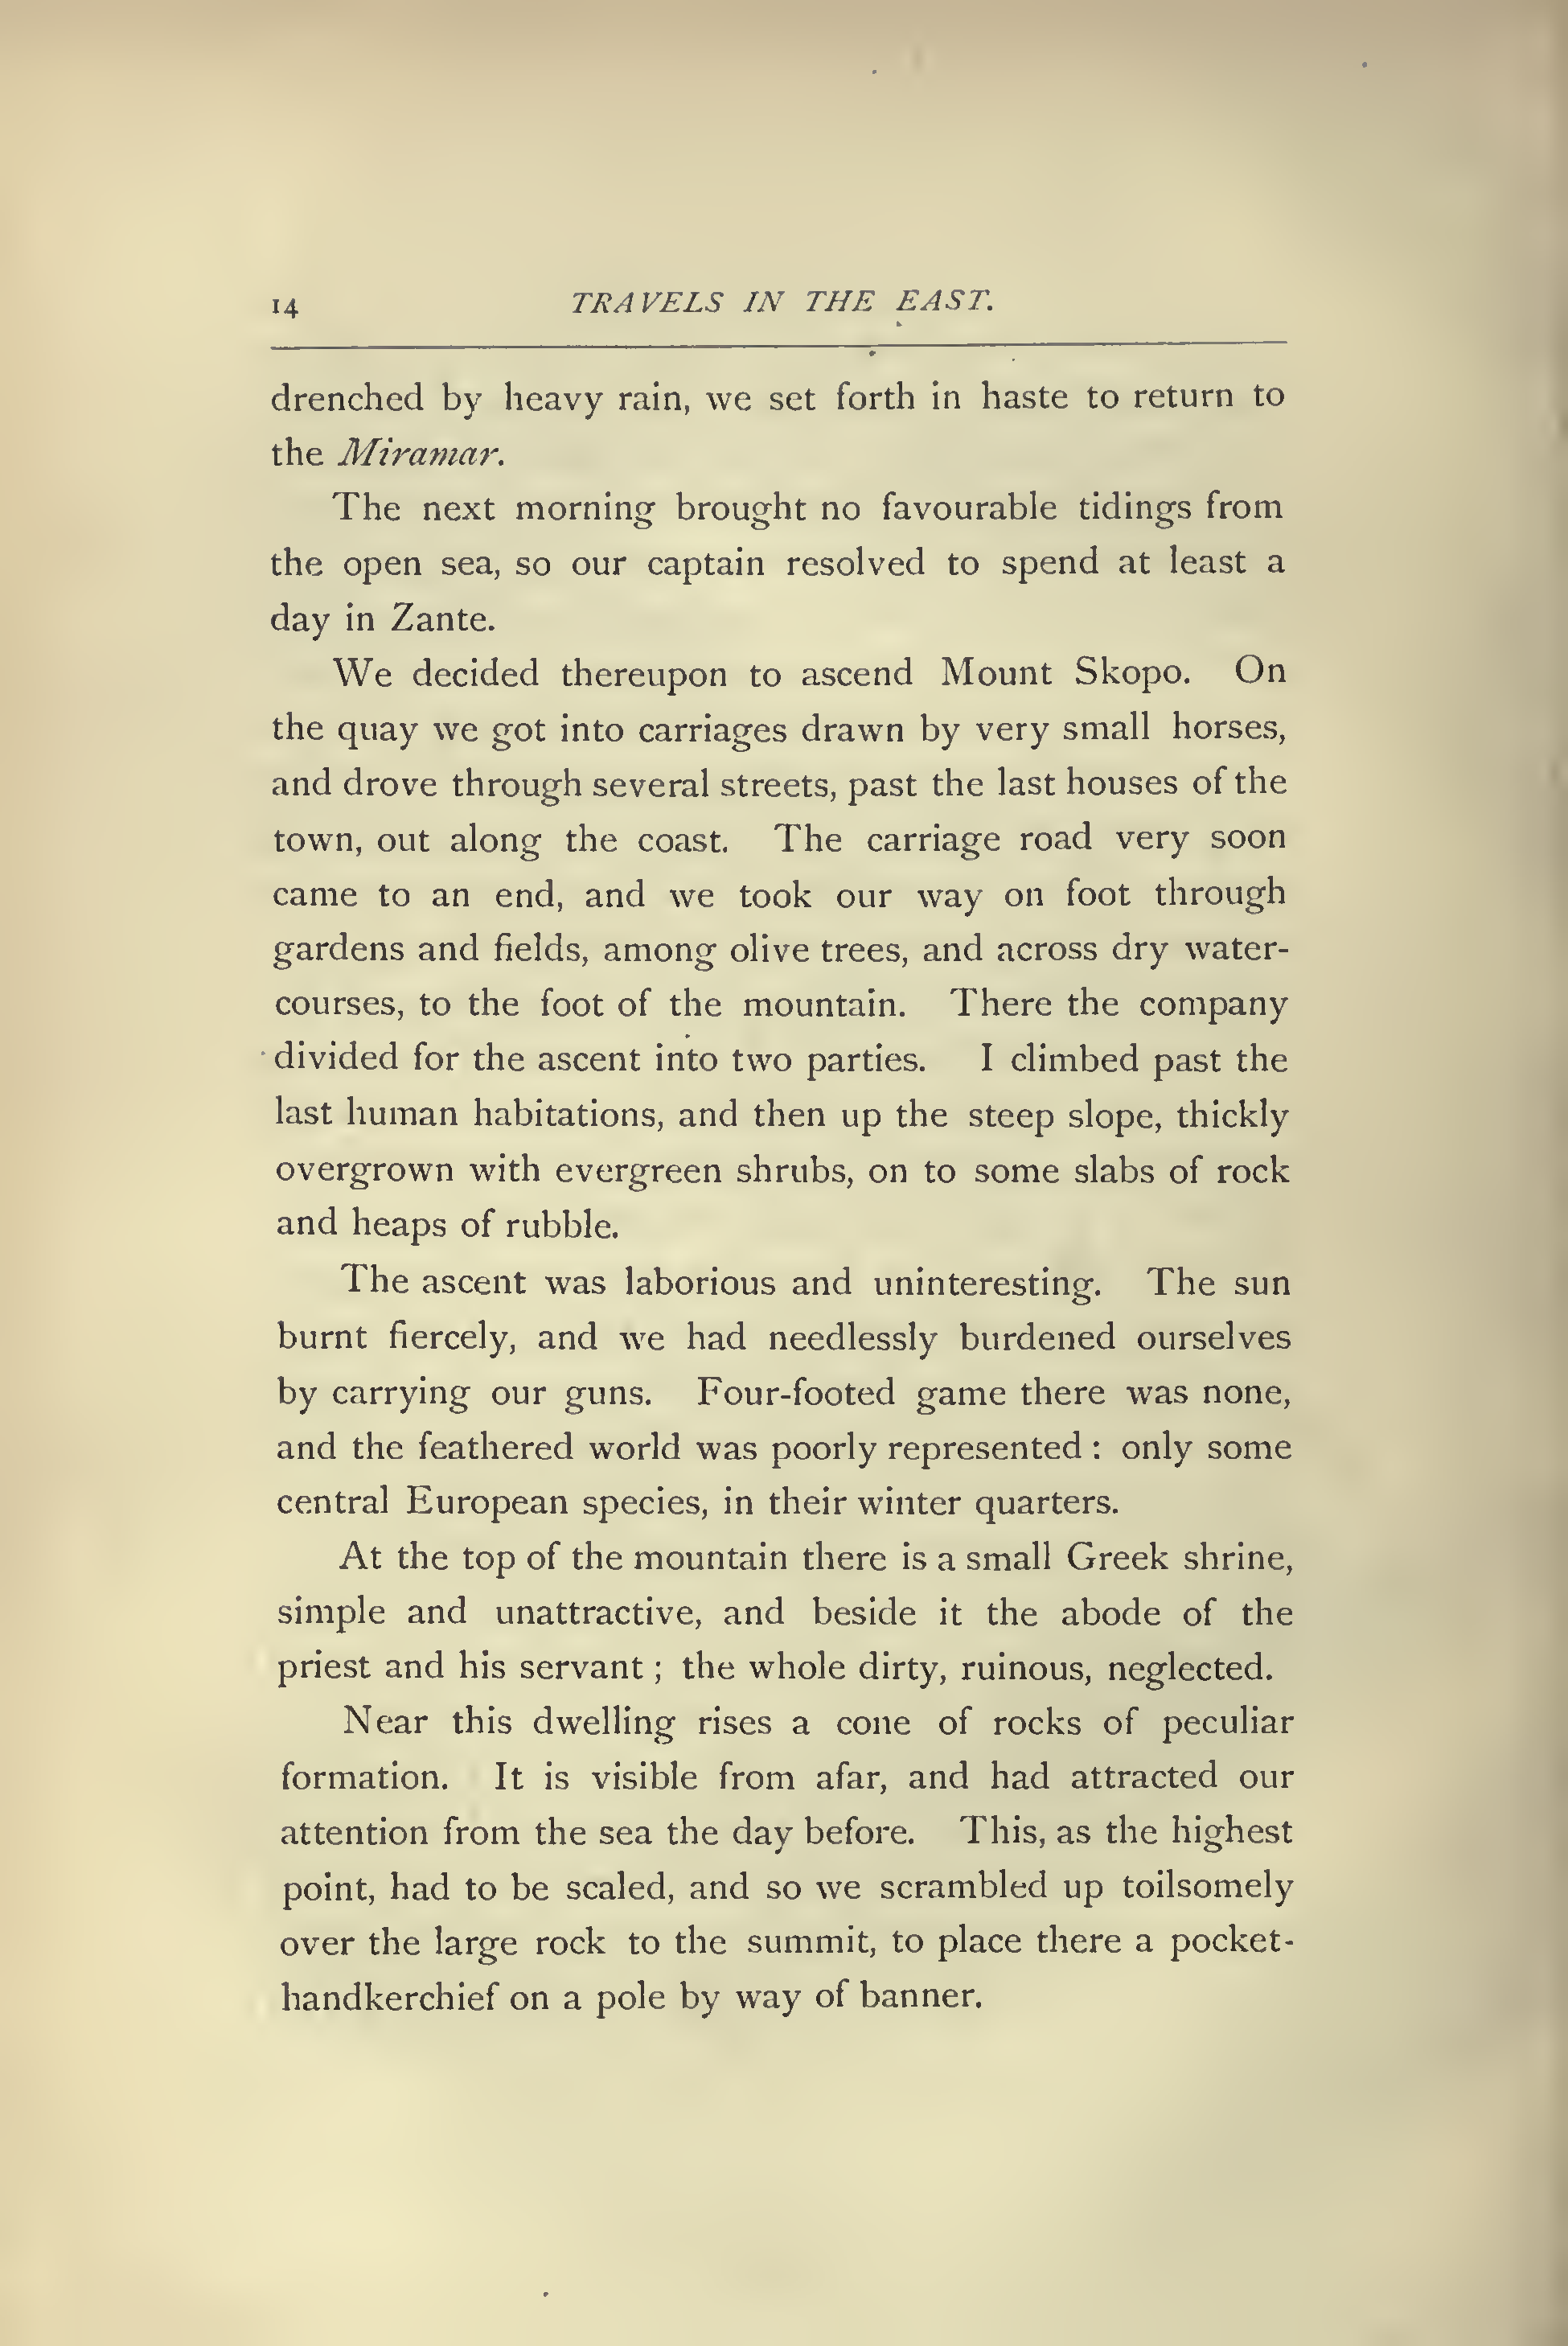 14 TRAVELS IN THE EAST.
drenched by heavy rain, we set forth in haste to return to
the Miramar.
The next morning brought no favourable tidings from
the open sea, so our captain resolved to spend at least a
day in Zante.
We decided thereupon to ascend Mount Skopo. On
the quay we got into carriages drawn by very small horses,
and drove through several streets, past the last houses of the
town, out along the coast. The carriage road very soon
came to an end, and we took our way on foot through
gardens and fields, among olive trees, and across dry water-
courses, to the foot of the mountain. There the company
divided for the ascent into two parties. I climbed past the
last human habitations, and then up the steep slope, thickly
overgrown with evergreen shrubs, on to some slabs of rock
and heaps of rubble.
The ascent was laborious and uninteresting. The sun
burnt fiercely, and we had needlessly burdened ourselves
by carrying our guns. Four-footed game there was none,
and the feathered world was poorly represented : only some
central European species, in their winter quarters.
At the top of the mountain there is a small Greek shrine,
simple and unattractive, and beside it the abode of the
priest and his servant ; the whole dirty, ruinous, neglected.
Near this dwelling rises a cone of rocks of peculiar
formation. It is visible from afar, and had attracted our
attention from the sea the day before. This, as the highest
point, had to be scaled, and so we scrambled up toilsomely
over the large rock to the summit, to place there a pocket-
handkerchief on a pole by way of banner.